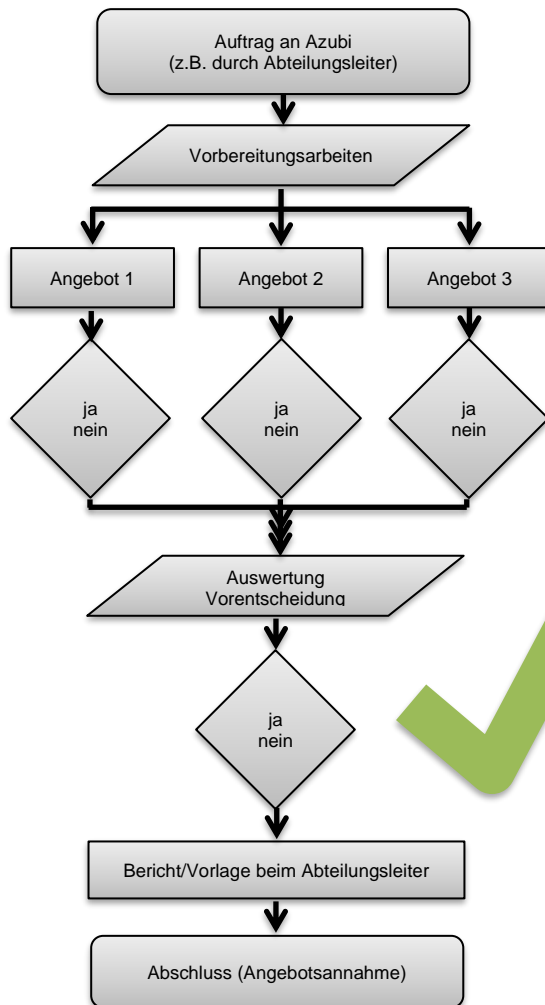 Auftrag an Azubi
(z.B. durch Abteilungsleiter)
Vorbereitungsarbeiten
Angebot 1
Angebot 2
Angebot 3
ja
nein
ja
nein
ja
nein
Auswertung
Vorentscheidung
ja
nein
Bericht/Vorlage beim Abteilungsleiter
Abschluss (Angebotsannahme)